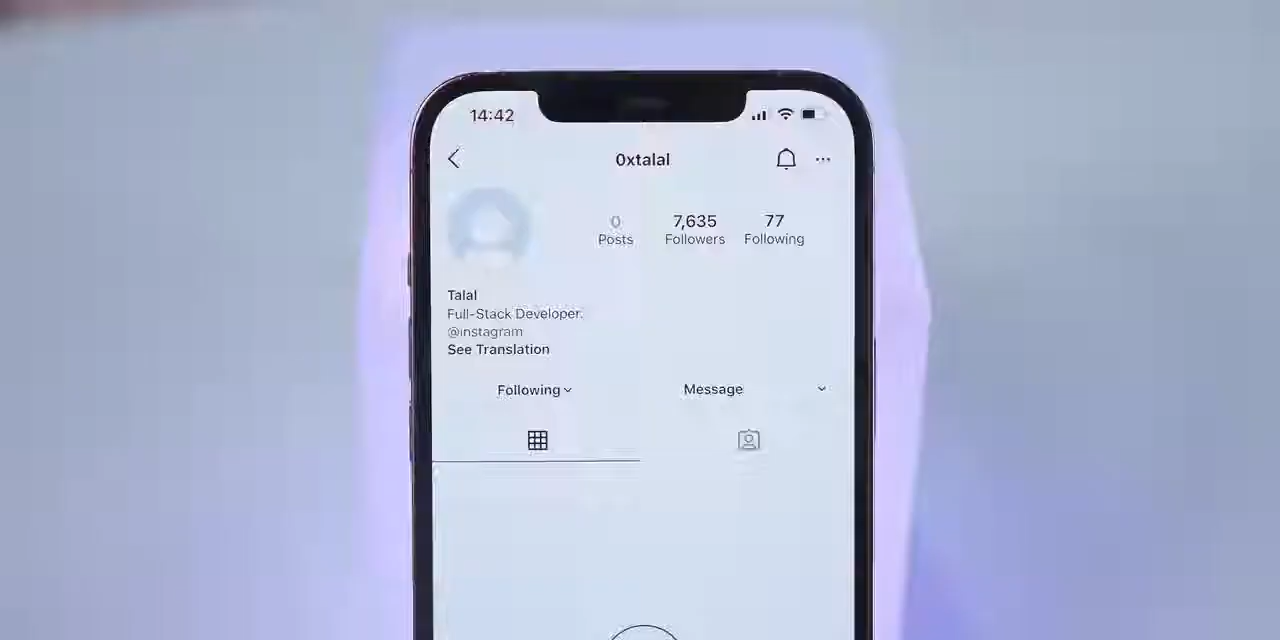 14:42
0xtalal
0 7,635 77
Posts Followers Following
Talal
Full-Stack Developer.
@instagram
See Translation
Following Message